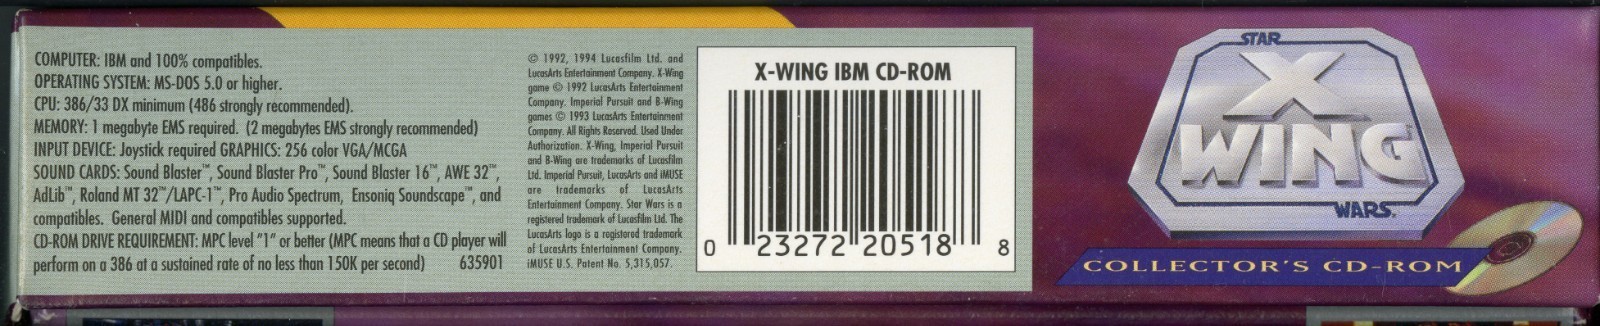 COMPUTER: IBM and 100% compatibles.
OPERATING SYSTEM: MS-DOS 5.0 or higher.
CPU: 386/33 DX minimum (486 strongly recommended).
MEMORY: 1 megabyte EMS required. (2 megabytes EMS strongly recommended)
INPUT DEVICE: Joystick required GRAPHICS: 256 color VGA/MCGA
SOUND CARDS: Sound Blaster™, Sound Blaster Pro™, Sound Blaster 16™, AWE 32™,
AdLib™, Roland MT 32™/LAPC-1™, Pro Audio Spectrum, Ensoniq Soundscape™, and
compatibles. General MIDI and compatibles supported.
CD-ROM DRIVE REQUIREMENT: MPC level "1" or better (MPC means that a CD player will
perform on a 386 at a sustained rate of no less than 150K per second) 635901
© 1992, 1994 Lucasfilm Ltd. and
LucasArts Entertainment Company. X-Wing
game © 1992 LucasArts Entertainment
Company. Imperial Pursuit and B-Wing
games © 1993 LucasArts Entertainment
Company. All Rights Reserved. Used Under
Authorization. X-Wing, Imperial Pursuit
and B-Wing are trademarks of Lucasfilm
Ltd. Imperial Pursuit, LucasArts and iMUSE
are trademarks of LucasArts
Entertainment Company. Star Wars is a
registered trademark of Lucasfilm Ltd. The
LucasArts logo is a registered trademark
of LucasArts Entertainment Company.
iMUSE U.S. Patent No. 5,315,057.
X-WING IBM CD-ROM
0 23272 20518 8
STAR
X
WING
WARS
COLLECTOR'S CD-ROM